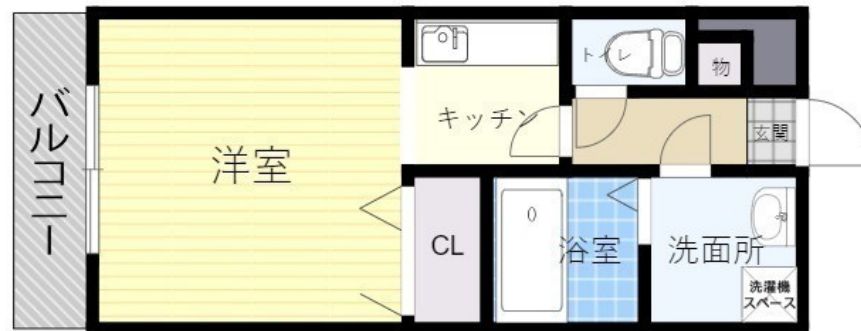 バルコニー
洋室
キッチン
トイレ
物
玄関
CL
浴室
洗面所
洗濯機
スペース